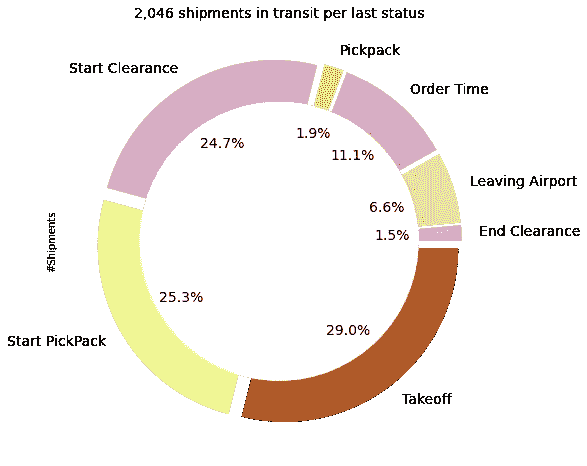 2,046 shipments in transit per last status
Pickpack
Start Clearance
Order Time
1.9%
24.7%
11.1%
Leaving Airport
6.6%
End Clearance
1.5%
#Shipments
25.3%
29.0%
Start PickPack
Takeoff